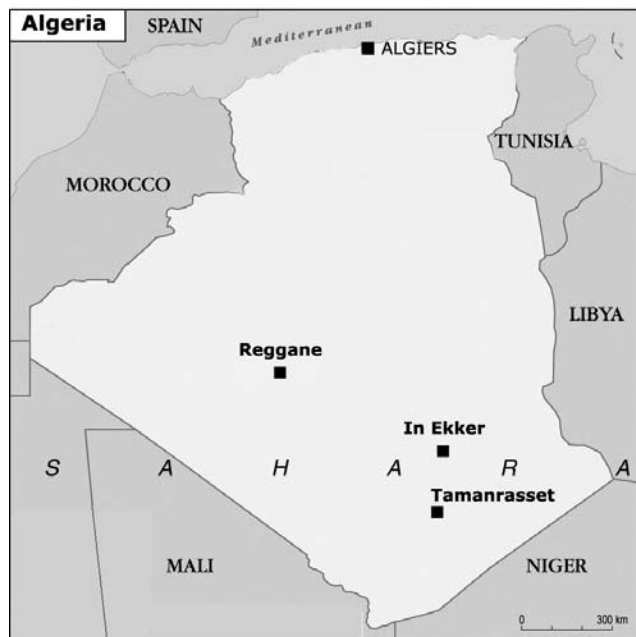 Algeria
SPAIN
Mediterranean
ALGIERS
TUNISIA
MOROCCO
LIBYA
Reggane
In Ekker
S A H A R A
Tamanrasset
MALI
NIGER
0 300 km